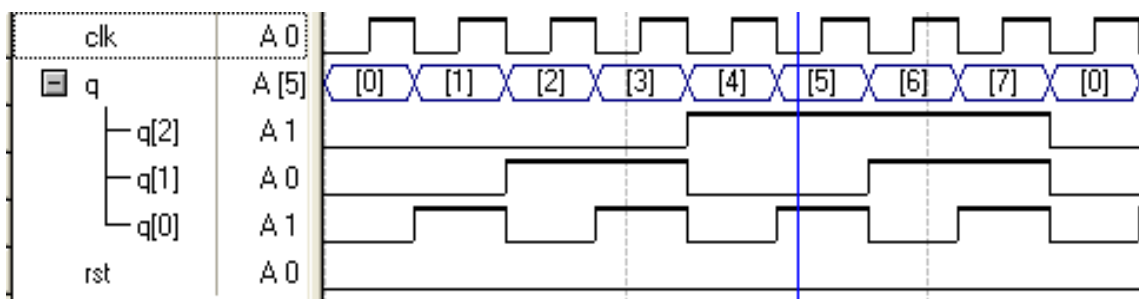 clk A 0
q A [5] [0] [1] [2] [3] [4] [5] [6] [7] [0]
q[2] A 1
q[1] A 0
q[0] A 1
rst A 0